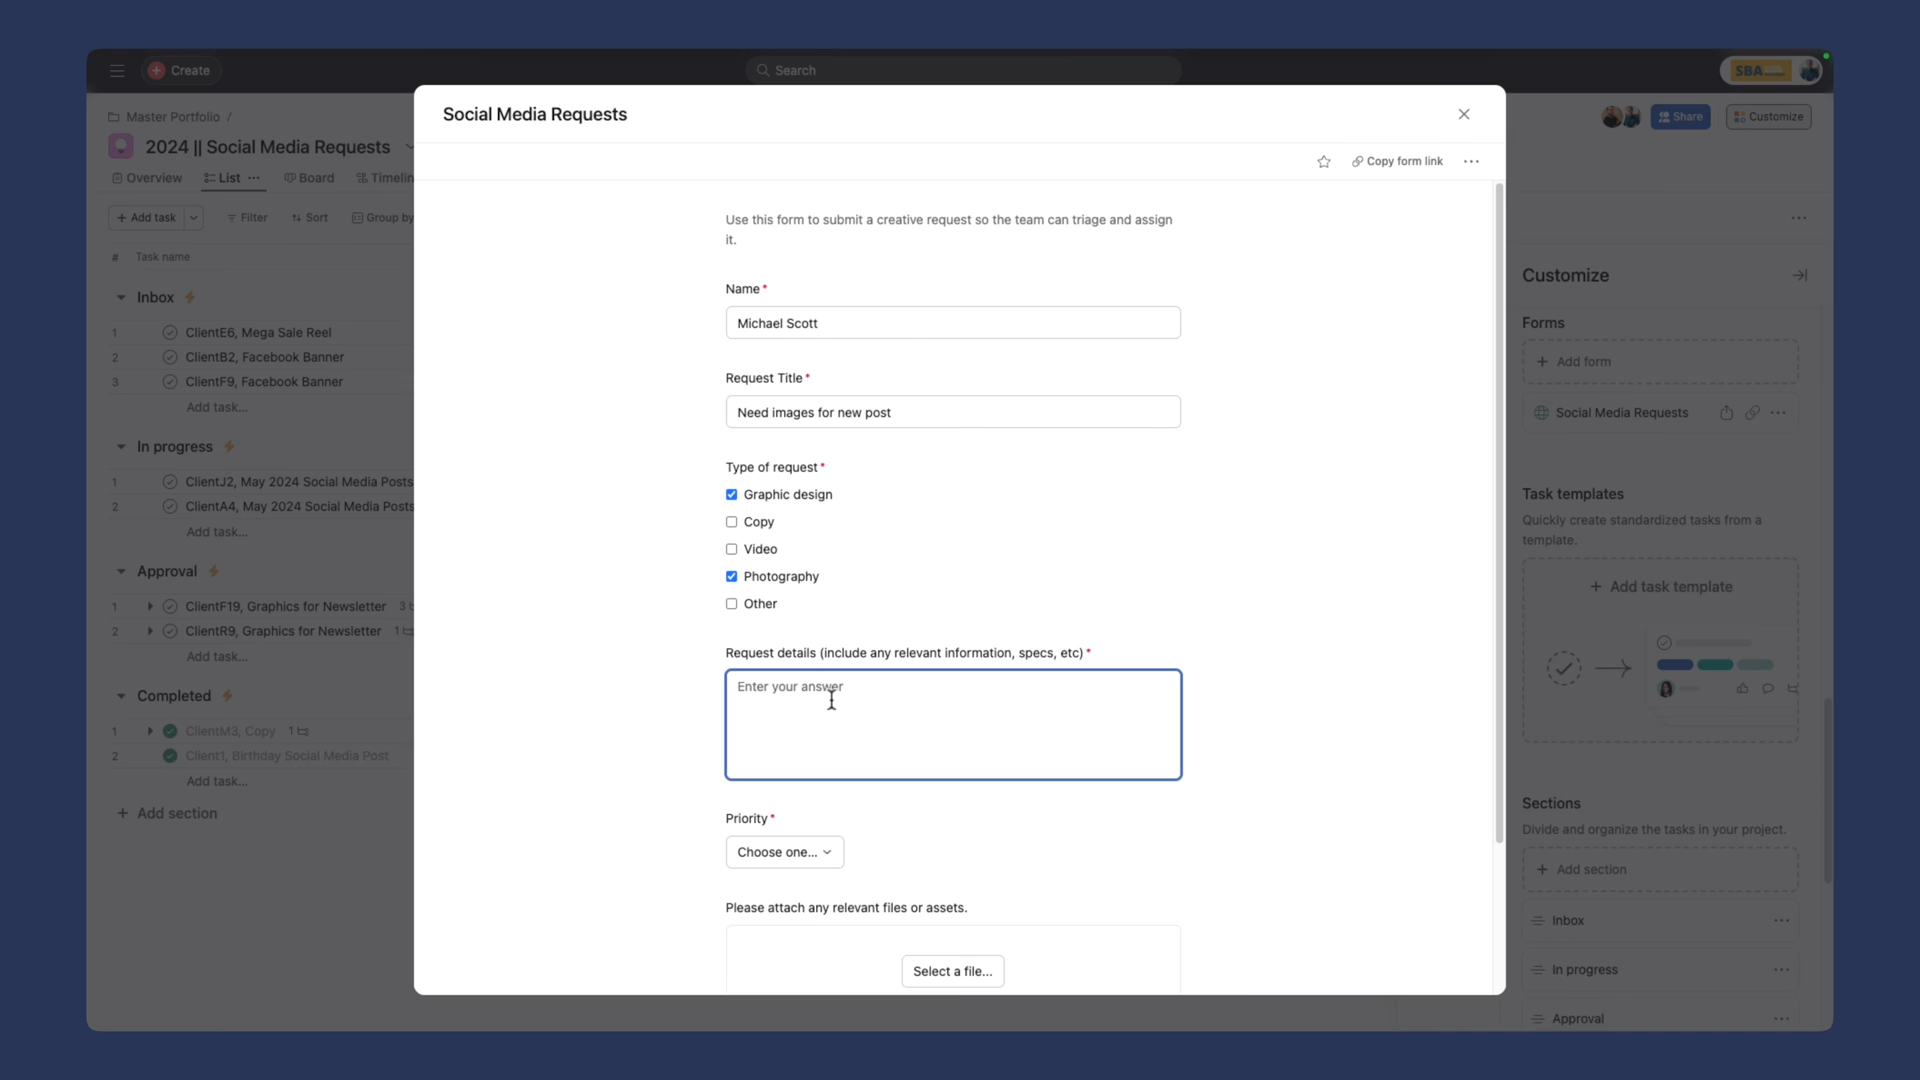 Create
Search
SBA
Master Portfolio /
2024 || Social Media Requests
Share
Customize
Overview
List
Board
Timelin
Add task
Filter
Sort
Group by
# Task name
Inbox
1 ClientE6, Mega Sale Reel
2 ClientB2, Facebook Banner
3 ClientF9, Facebook Banner
Add task...
In progress
1 ClientJ2, May 2024 Social Media Posts
2 ClientA4, May 2024 Social Media Posts
Add task...
Approval
1 ClientF19, Graphics for Newsletter 3
2 ClientR9, Graphics for Newsletter 1
Add task...
Completed
1 ClientM3, Copy 1
2 Client1, Birthday Social Media Post
Add task...
Add section
Social Media Requests
Copy form link
Use this form to submit a creative request so the team can triage and assign
it.
Name*
Michael Scott
Request Title*
Need images for new post
Type of request*
Graphic design
Copy
Video
Photography
Other
Request details (include any relevant information, specs, etc)*
Enter your answer
Priority*
Choose one...
Please attach any relevant files or assets.
Select a file...
Customize
Forms
Add form
Social Media Requests
Task templates
Quickly create standardized tasks from a
template.
Add task template
Sections
Divide and organize the tasks in your project.
Add section
Inbox
In progress
Approval